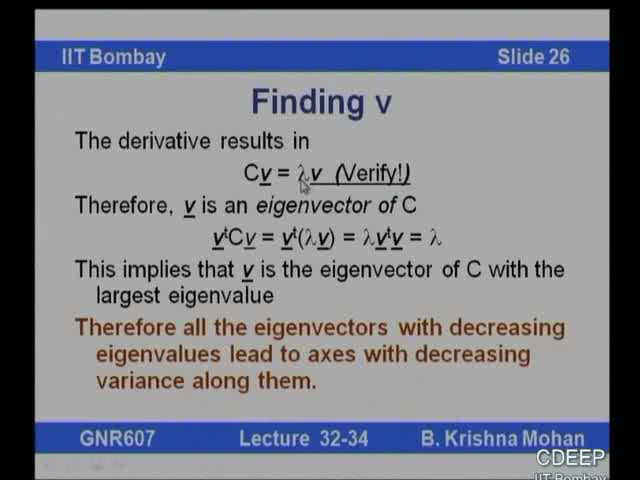 IIT Bombay
Slide 26
Finding v
The derivative results in
Cv = λv (Verify!)
Therefore, v is an eigenvector of C
vᵗCv = vᵗ(λv) = λvᵗv = λ
This implies that v is the eigenvector of C with the
largest eigenvalue
Therefore all the eigenvectors with decreasing
eigenvalues lead to axes with decreasing
variance along them.
GNR607
Lecture 32-34
B. Krishna Mohan
CDEEP
IIT Bombay